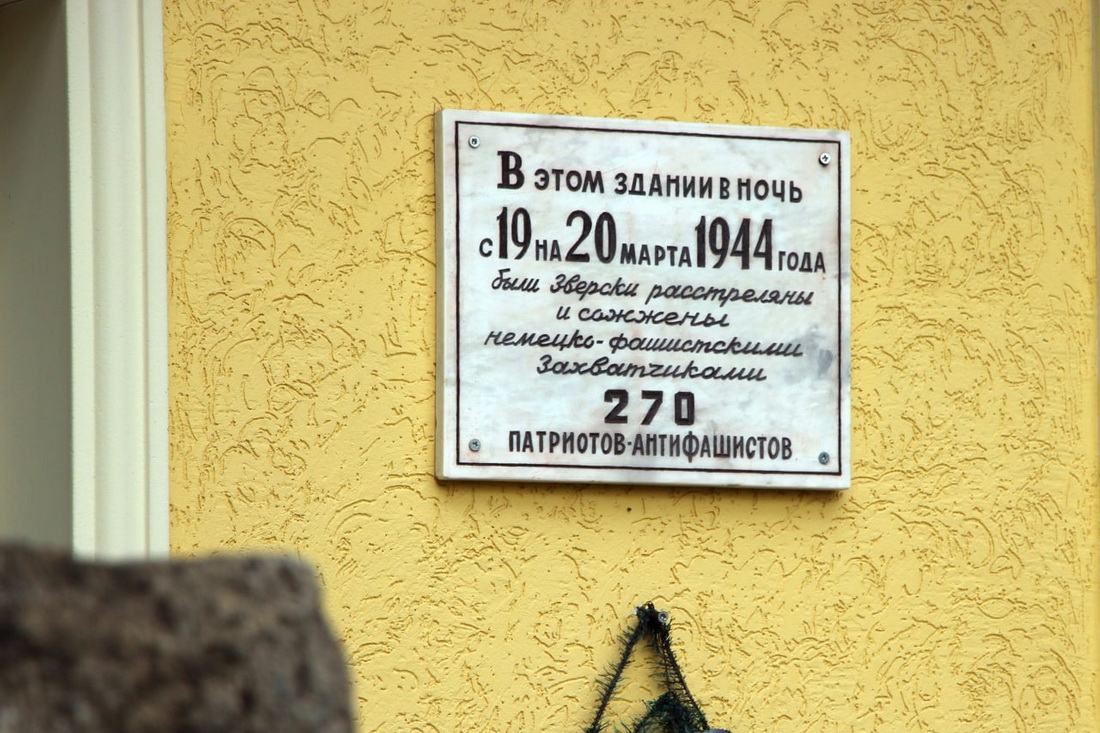 В ЭТОМ ЗДАНИИ В НОЧЬ
С 19 НА 20 МАРТА 1944 ГОДА
были зверски расстреляны
и сожжены
немецко-фашистскими
захватчиками
270
ПАТРИОТОВ-АНТИФАШИСТОВ